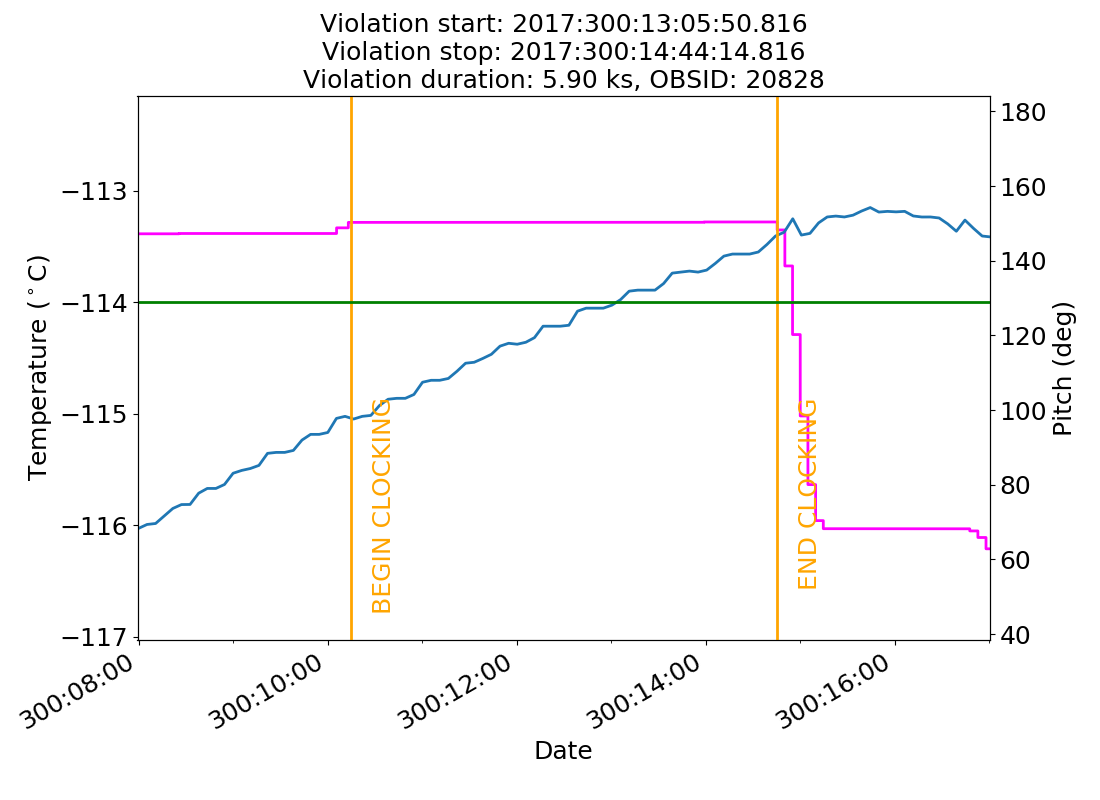 Violation start: 2017:300:13:05:50.816
Violation stop: 2017:300:14:44:14.816
Violation duration: 5.90 ks, OBSID: 20828
Temperature (°C)
−113
−114
−115
−116
−117
BEGIN CLOCKING
END CLOCKING
180
160
140
120
100
80
60
40
Pitch (deg)
300:08:00
300:10:00
300:12:00
300:14:00
300:16:00
Date